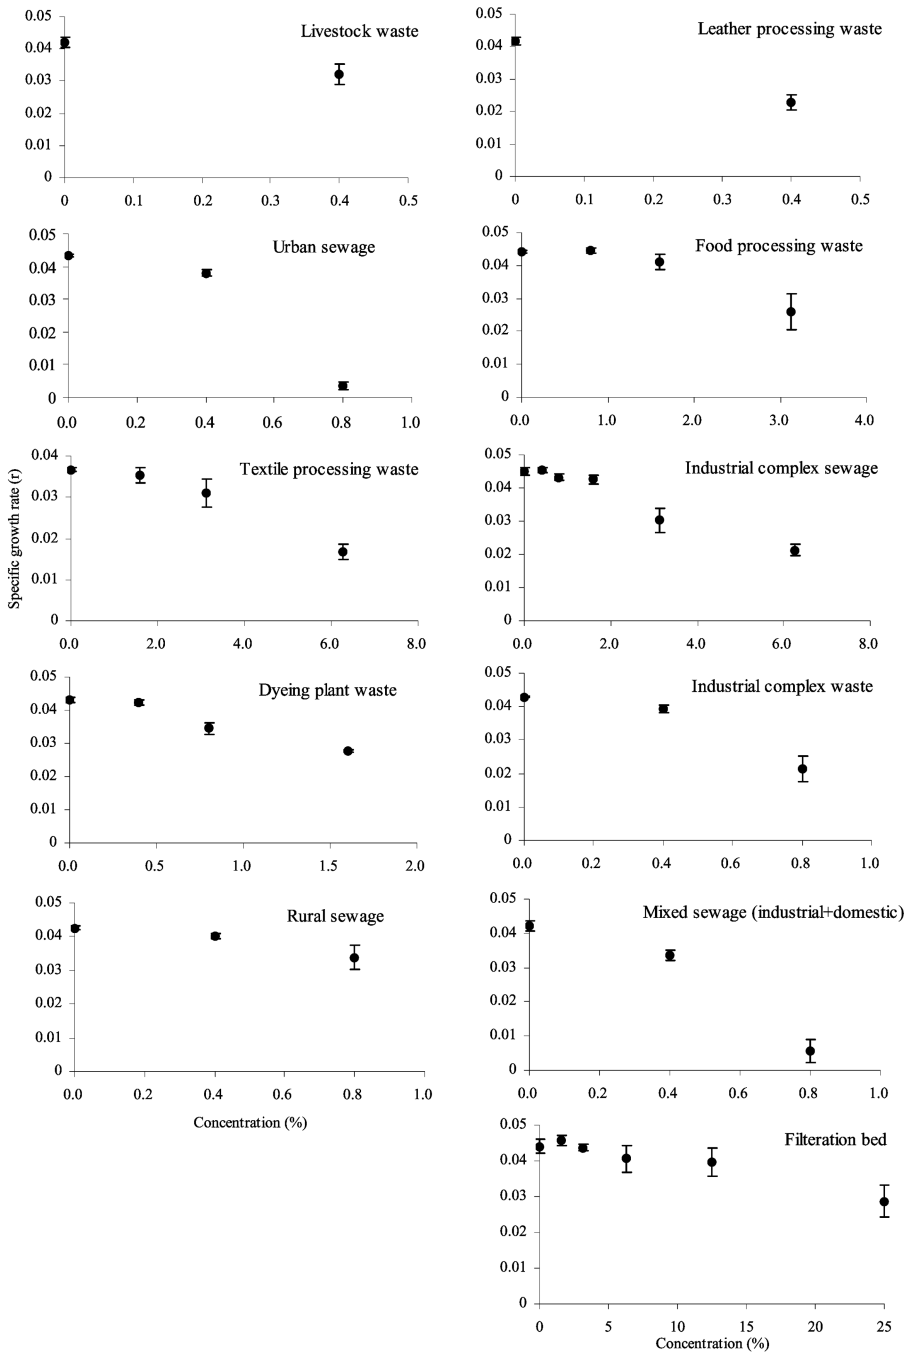 Livestock waste
0.05
0.04
0.03
0.02
0.01
0
0 0.1 0.2 0.3 0.4 0.5
Leather processing waste
0.05
0.04
0.03
0.02
0.01
0
0 0.1 0.2 0.3 0.4 0.5
Urban sewage
0.05
0.04
0.03
0.02
0.01
0
0.0 0.2 0.4 0.6 0.8 1.0
Food processing waste
0.05
0.04
0.03
0.02
0.01
0
0.0 1.0 2.0 3.0 4.0
Specific growth rate (r)
Textile processing waste
0.04
0.03
0.02
0.01
0
0.0 2.0 4.0 6.0 8.0
Industrial complex sewage
0.05
0.04
0.03
0.02
0.01
0
0.0 2.0 4.0 6.0 8.0
Dyeing plant waste
0.05
0.04
0.03
0.02
0.01
0
0.0 0.5 1.0 1.5 2.0
Industrial complex waste
0.05
0.04
0.03
0.02
0.01
0
0.0 0.2 0.4 0.6 0.8 1.0
Rural sewage
0.05
0.04
0.03
0.02
0.01
0
0.0 0.2 0.4 0.6 0.8 1.0
Concentration (%)
Mixed sewage (industrial+domestic)
0.05
0.04
0.03
0.02
0.01
0
0.0 0.2 0.4 0.6 0.8 1.0
Filteration bed
0.05
0.04
0.03
0.02
0.01
0
0 5 10 15 20 25
Concentration (%)